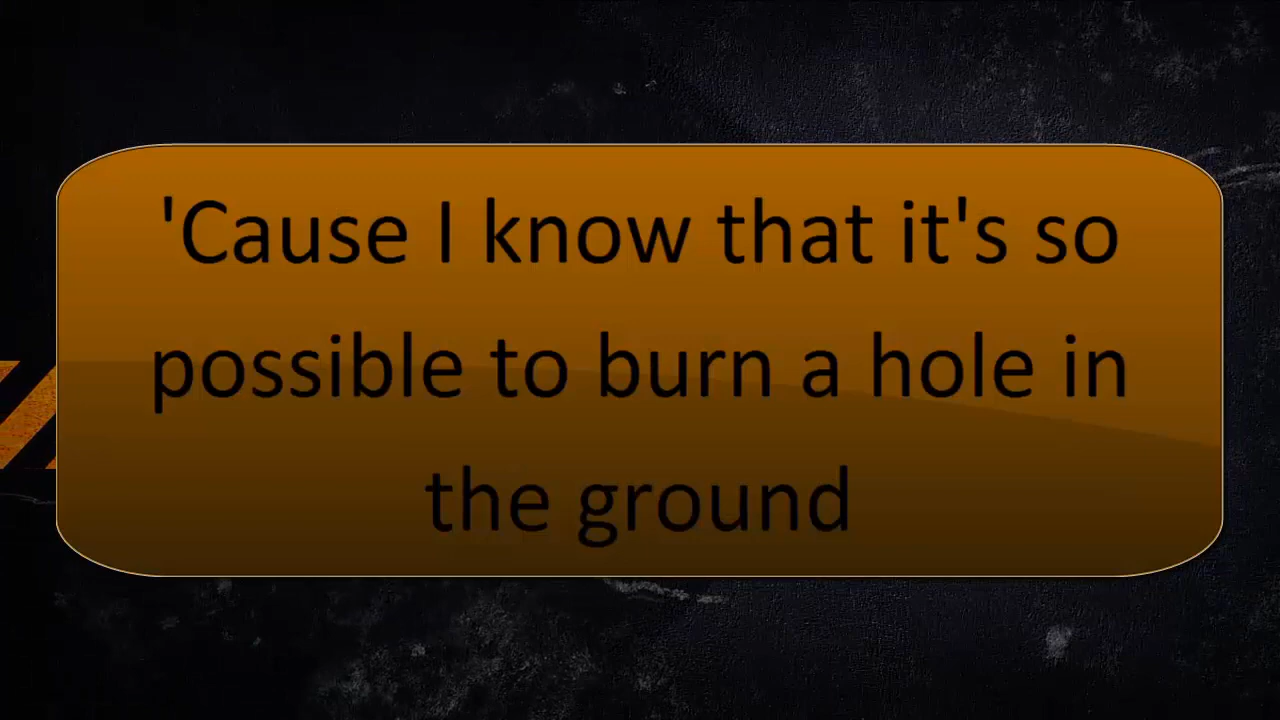 'Cause I know that it's so
possible to burn a hole in
the ground